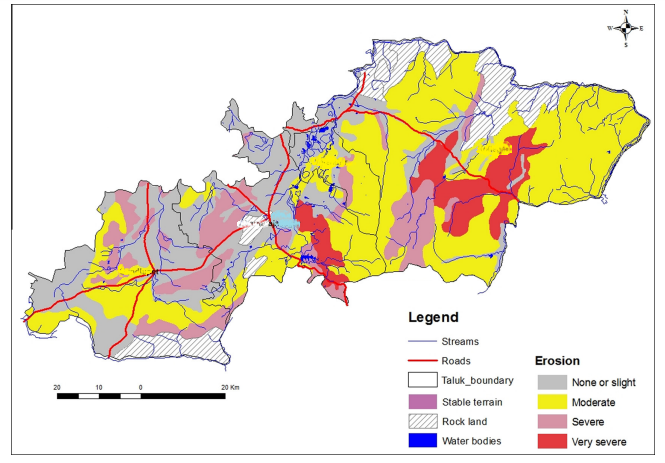 N
W E
S
Legend
Streams
Roads
Taluk_boundary
Stable terrain
Rock land
Water bodies
Erosion
None or slight
Moderate
Severe
Very severe
20 10 0 20 Km